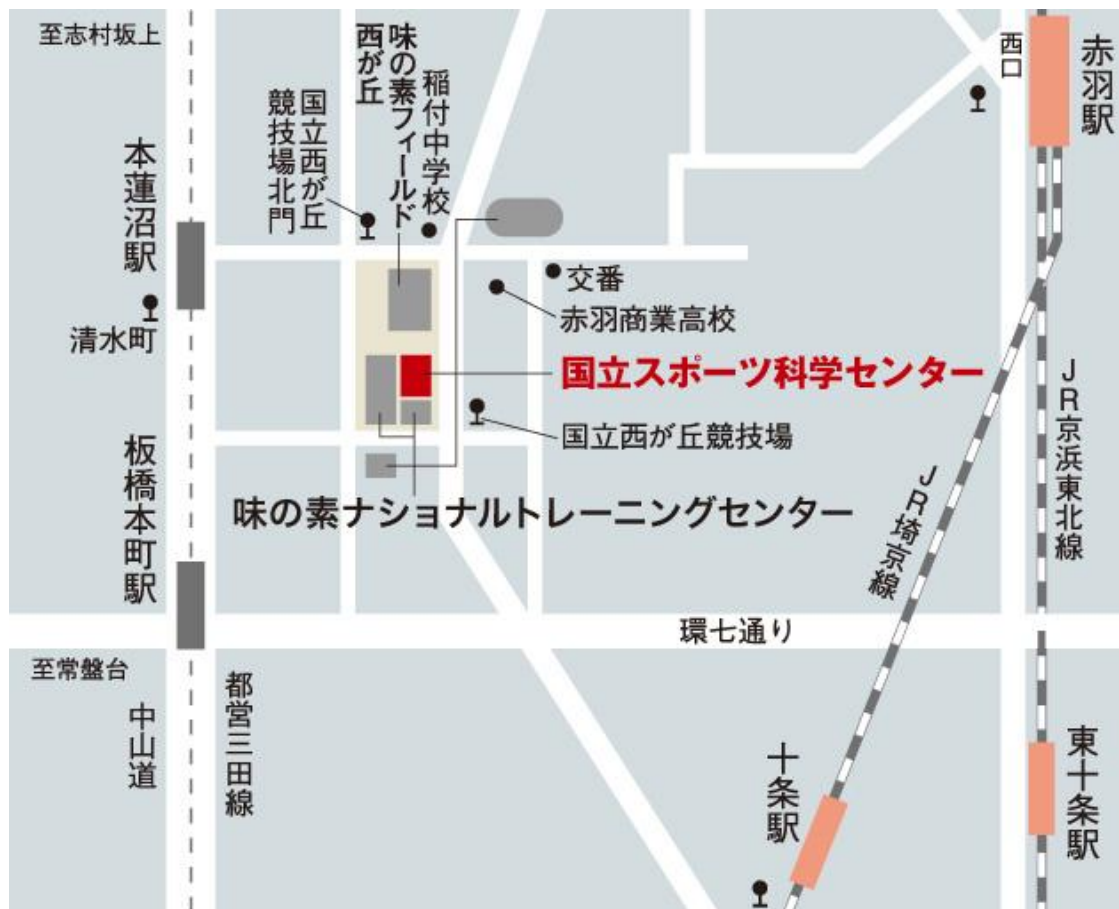 至志村坂上
本蓮沼駅
清水町
板橋本町駅
至常盤台
中山道
都営三田線
国立西が丘
競技場北門
味の素フィールド
西が丘
稲付中学校
交番
赤羽商業高校
国立スポーツ科学センター
国立西が丘競技場
味の素ナショナルトレーニングセンター
環七通り
西口
赤羽駅
JR京浜東北線
JR埼京線
十条駅
東十条駅